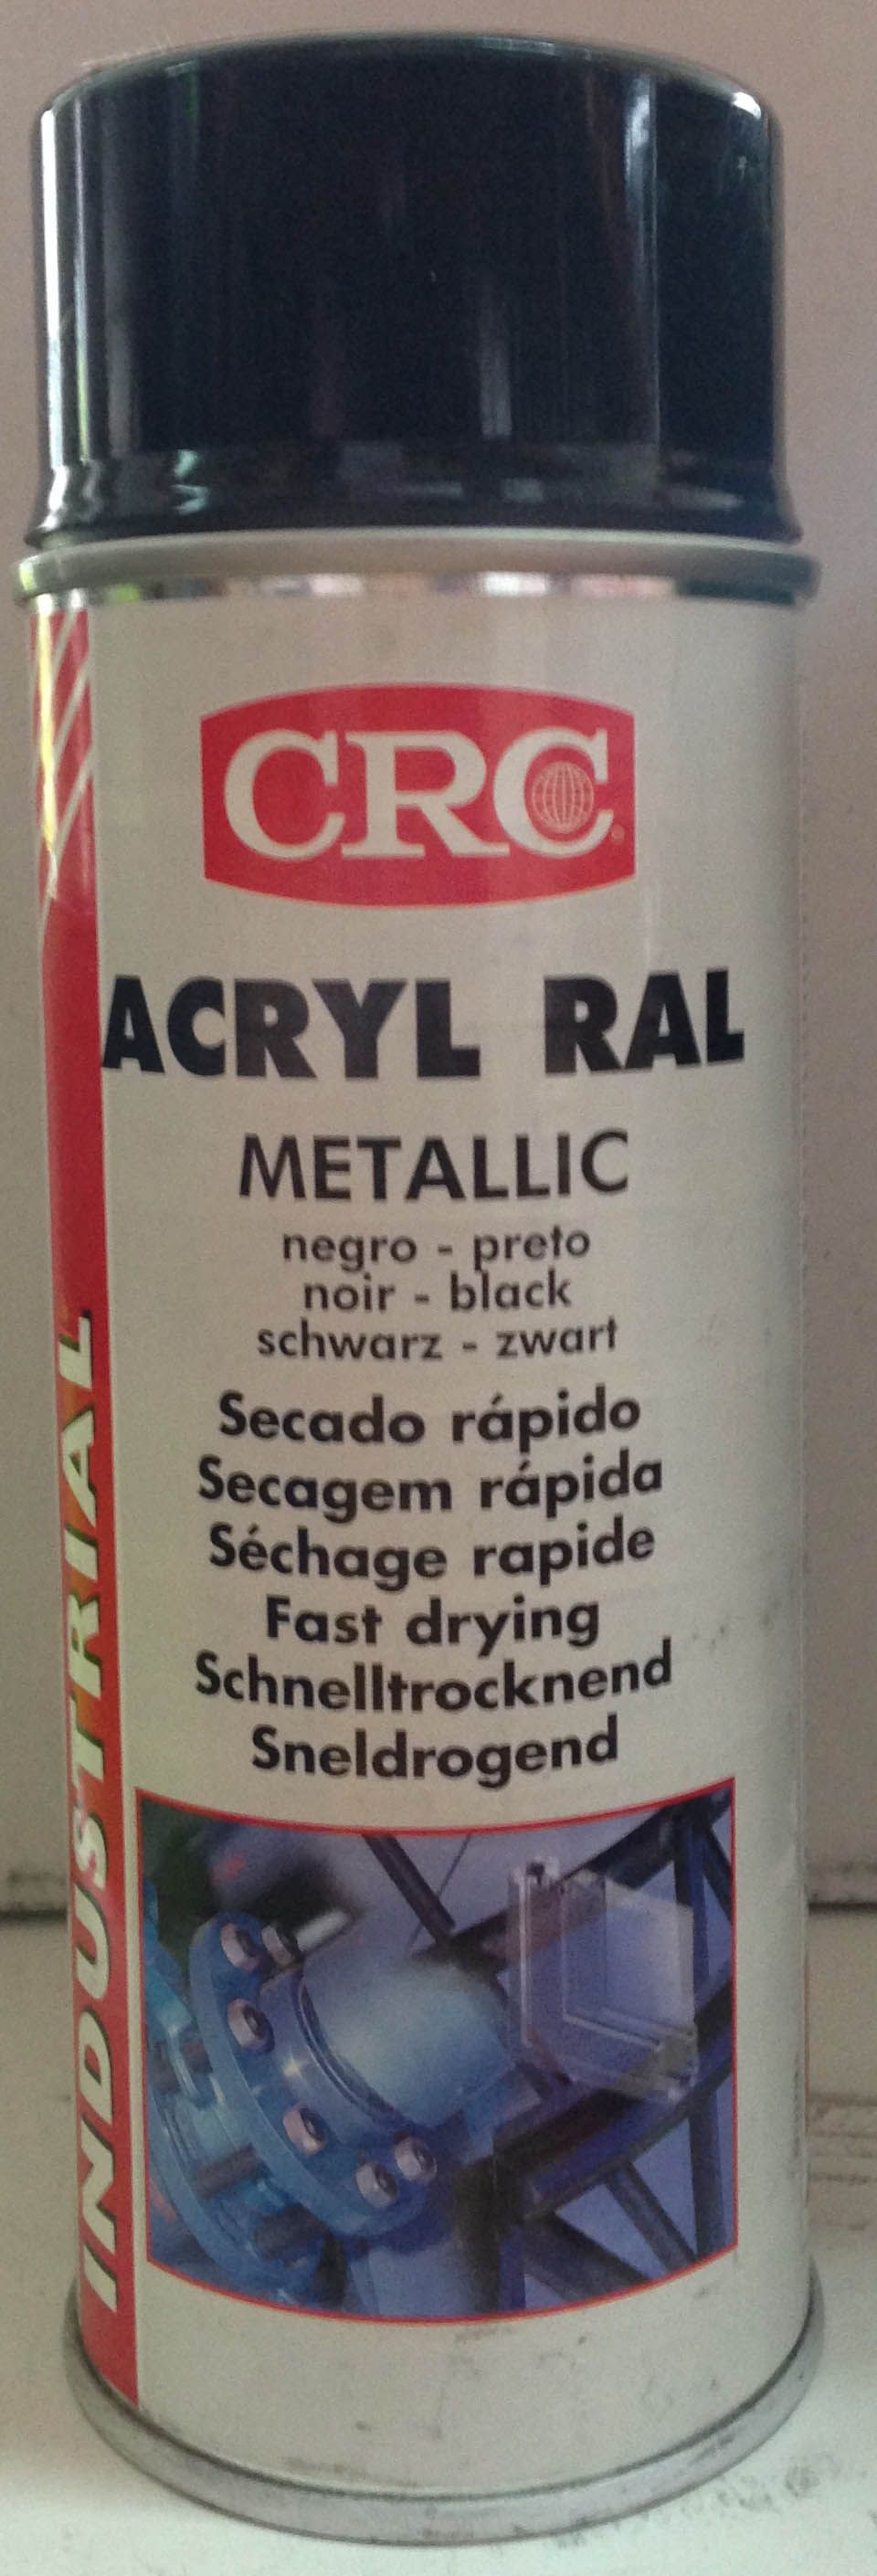 CRC
ACRYL RAL
METALLIC
negro - preto
noir - black
schwarz - zwart
Secado rápido
Secagem rápida
Séchage rapide
Fast drying
Schnelltrocknend
Sneldrogend
INDUSTRIAL